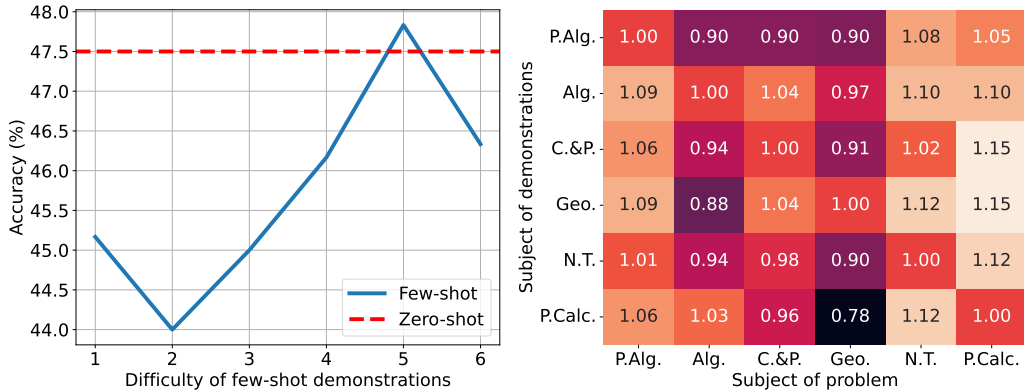 48.0
47.5
47.0
46.5
46.0
45.5
45.0
44.5
44.0
Accuracy (%)
Few-shot
Zero-shot
1 2 3 4 5 6
Difficulty of few-shot demonstrations
Subject of demonstrations
P.Alg. 1.00 0.90 0.90 0.90 1.08 1.05
Alg. 1.09 1.00 1.04 0.97 1.10 1.10
C.&P. 1.06 0.94 1.00 0.91 1.02 1.15
Geo. 1.09 0.88 1.04 1.00 1.12 1.15
N.T. 1.01 0.94 0.98 0.90 1.00 1.12
P.Calc. 1.06 1.03 0.96 0.78 1.12 1.00
P.Alg. Alg. C.&P. Geo. N.T. P.Calc.
Subject of problem